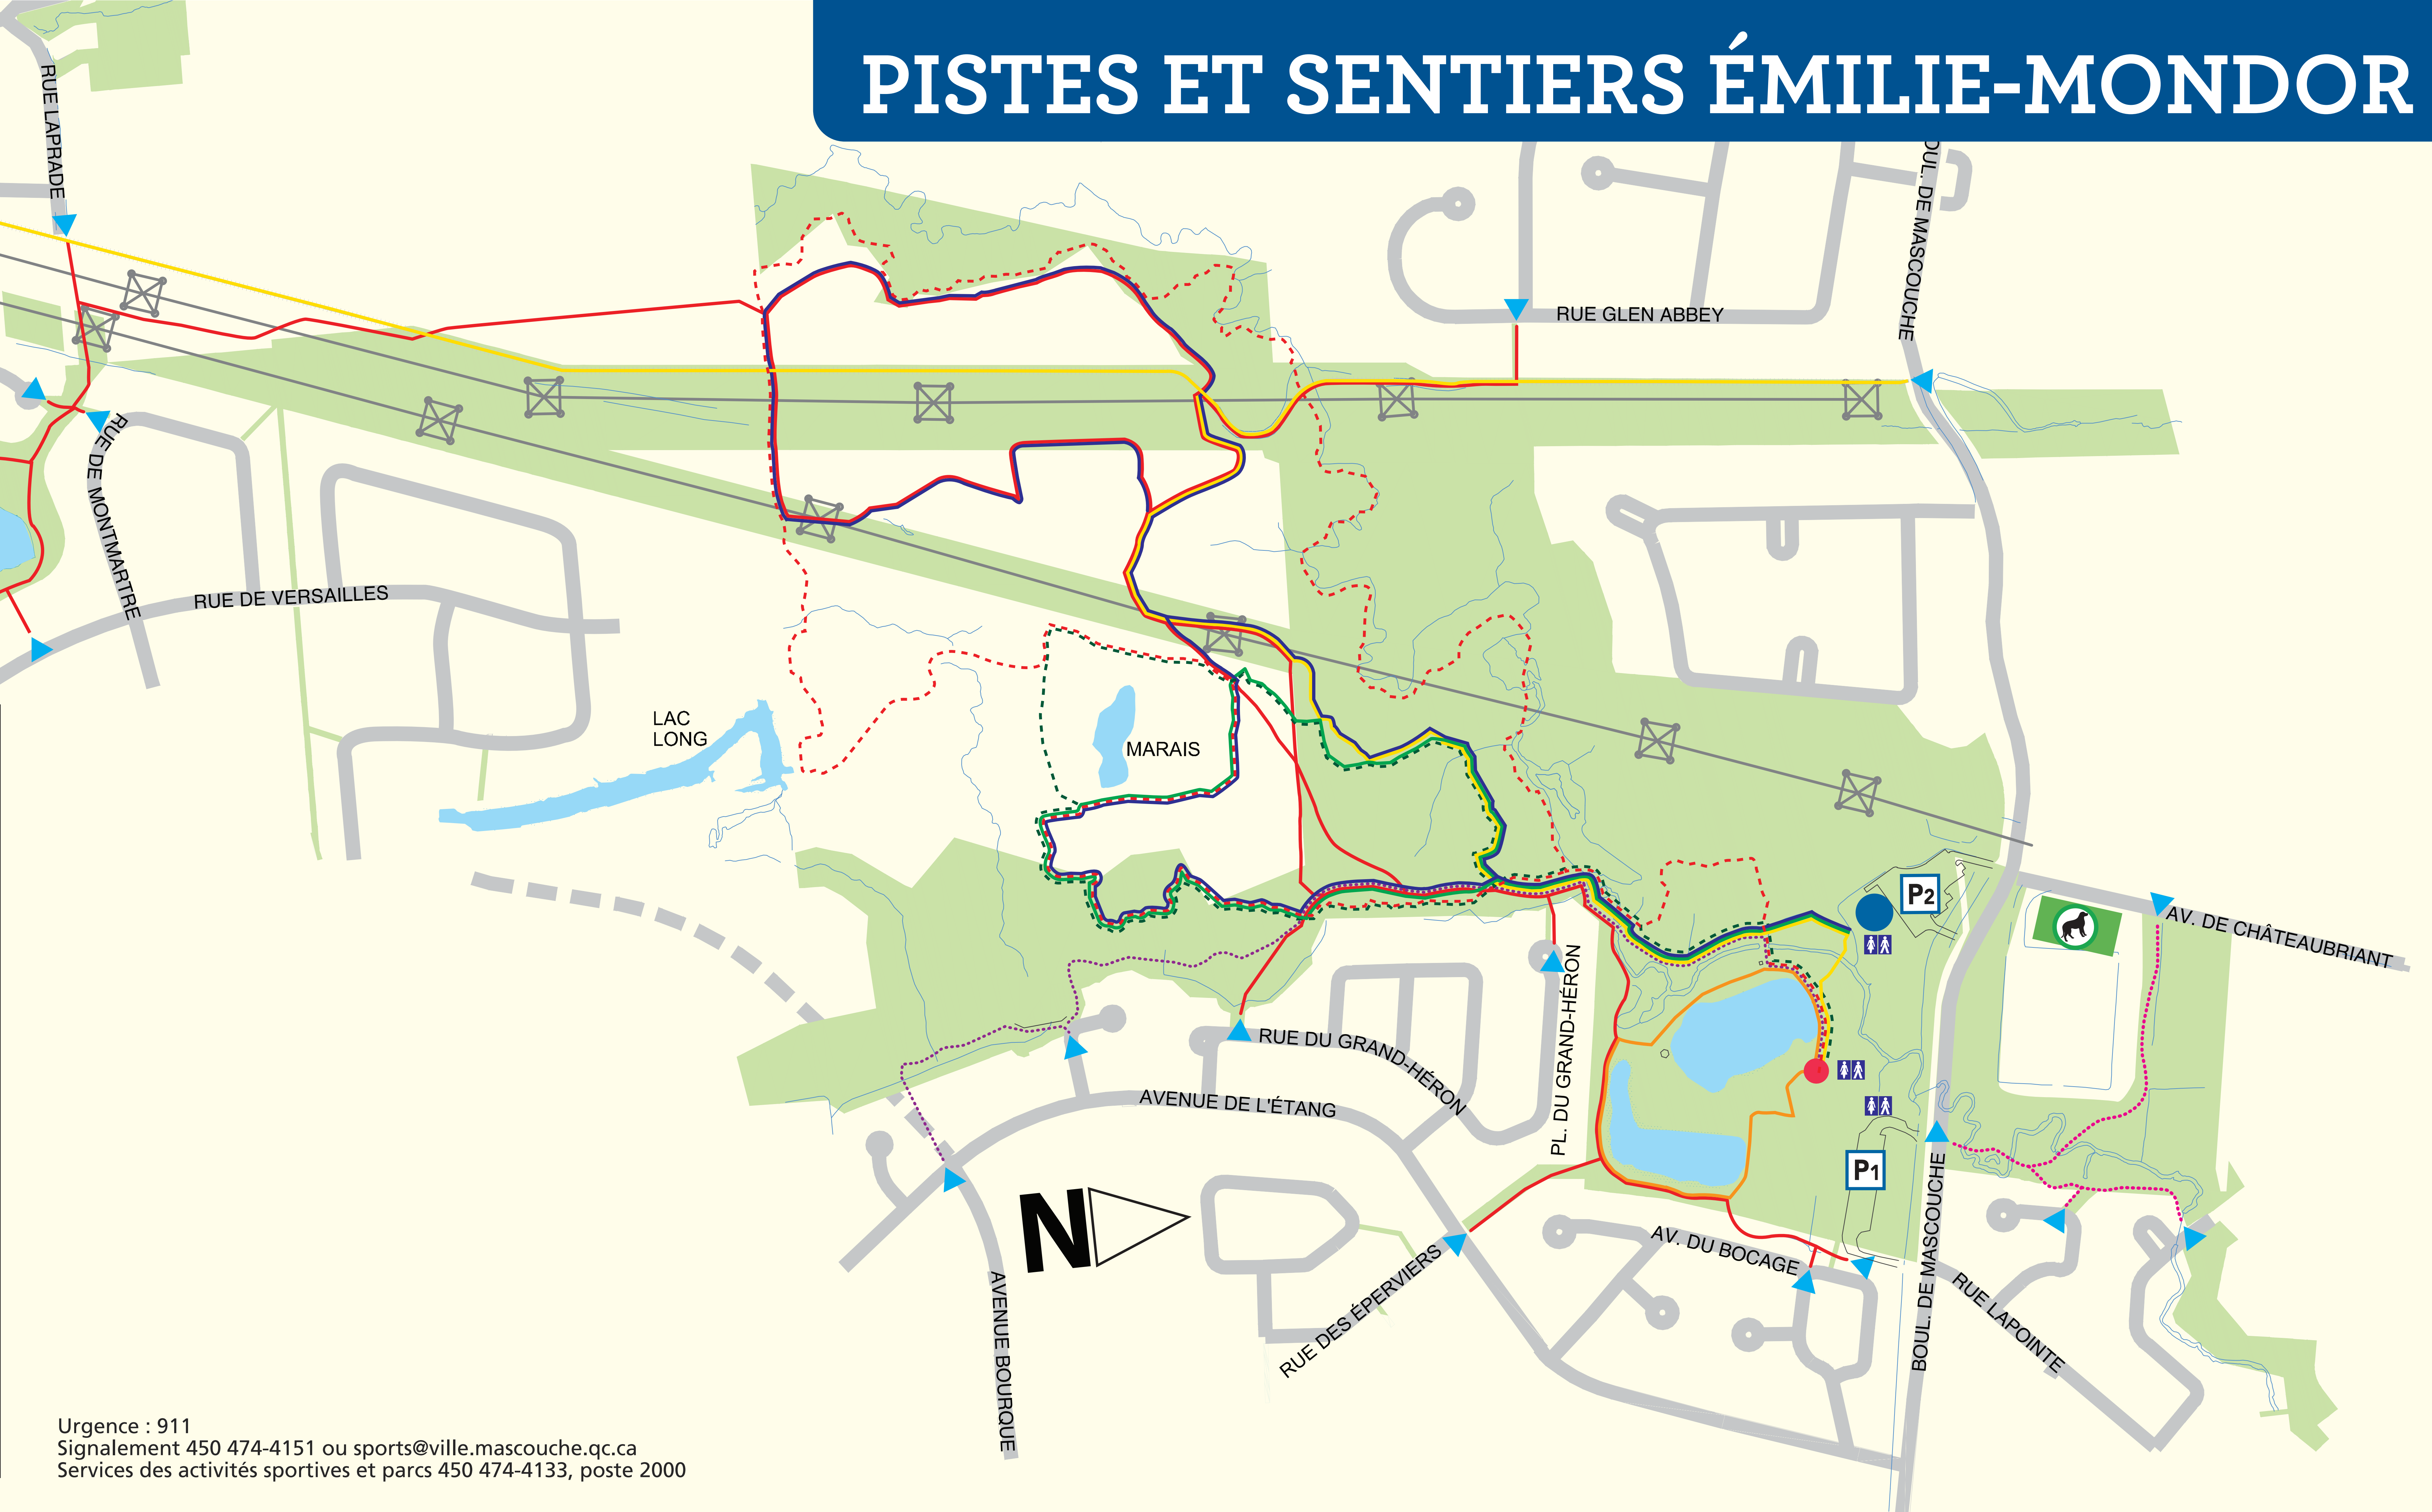 PISTES ET SENTIERS ÉMILIE-MONDOR
RUE LAPRADE
OUL. DE MASCOUCHE
RUE GLEN ABBEY
RUE DE MONTMARTRE
RUE DE VERSAILLES
LAC
LONG
MARAIS
P2
AV. DE CHÂTEAUBRIANT
PL. DU GRAND-HÉRON
RUE DU GRAND-HÉRON
AVENUE DE L'ÉTANG
P1
N
BOUL. DE MASCOUCHE
AV. DU BOCAGE
RUE DES ÉPERVIERS
RUE LAPOINTE
AVENUE BOURQUE
Urgence : 911
Signalement 450 474-4151 ou sports@ville.mascouche.qc.ca
Services des activités sportives et parcs 450 474-4133, poste 2000